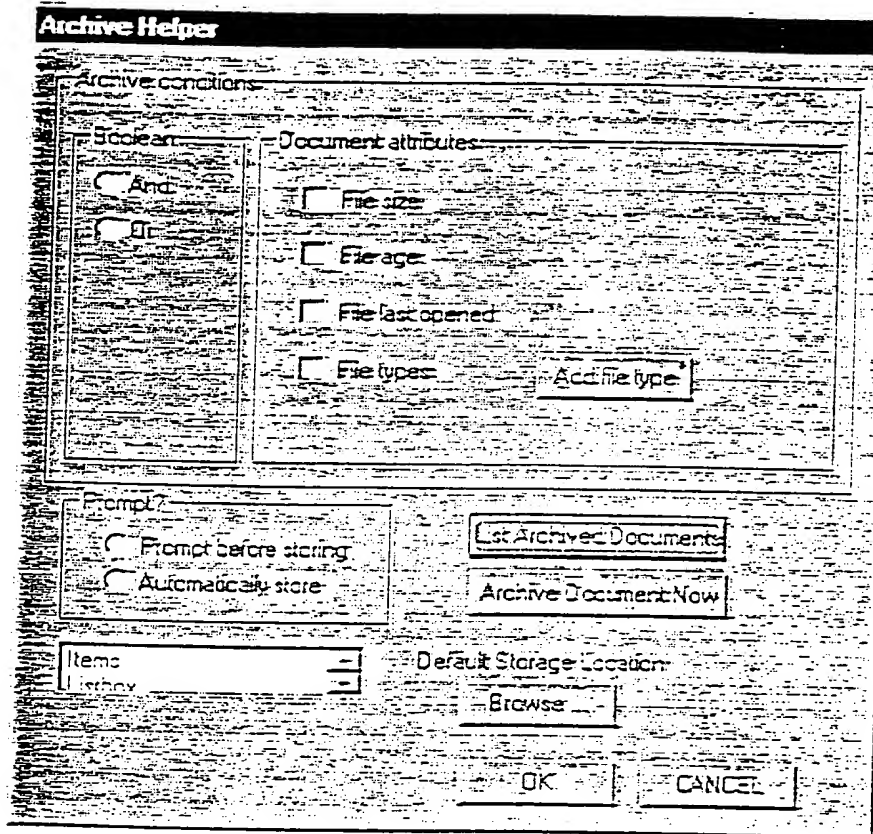 Archive Helper
Archive conditions
Boolean
And
Or
Document attributes
File size
File age
File last opened
File types
Add file type
Prompt?
Prompt before storing
Automatically store
List Archived Documents
Archive Document Now
Items
Listbox
Default Storage Location
Browse
OK
CANCEL